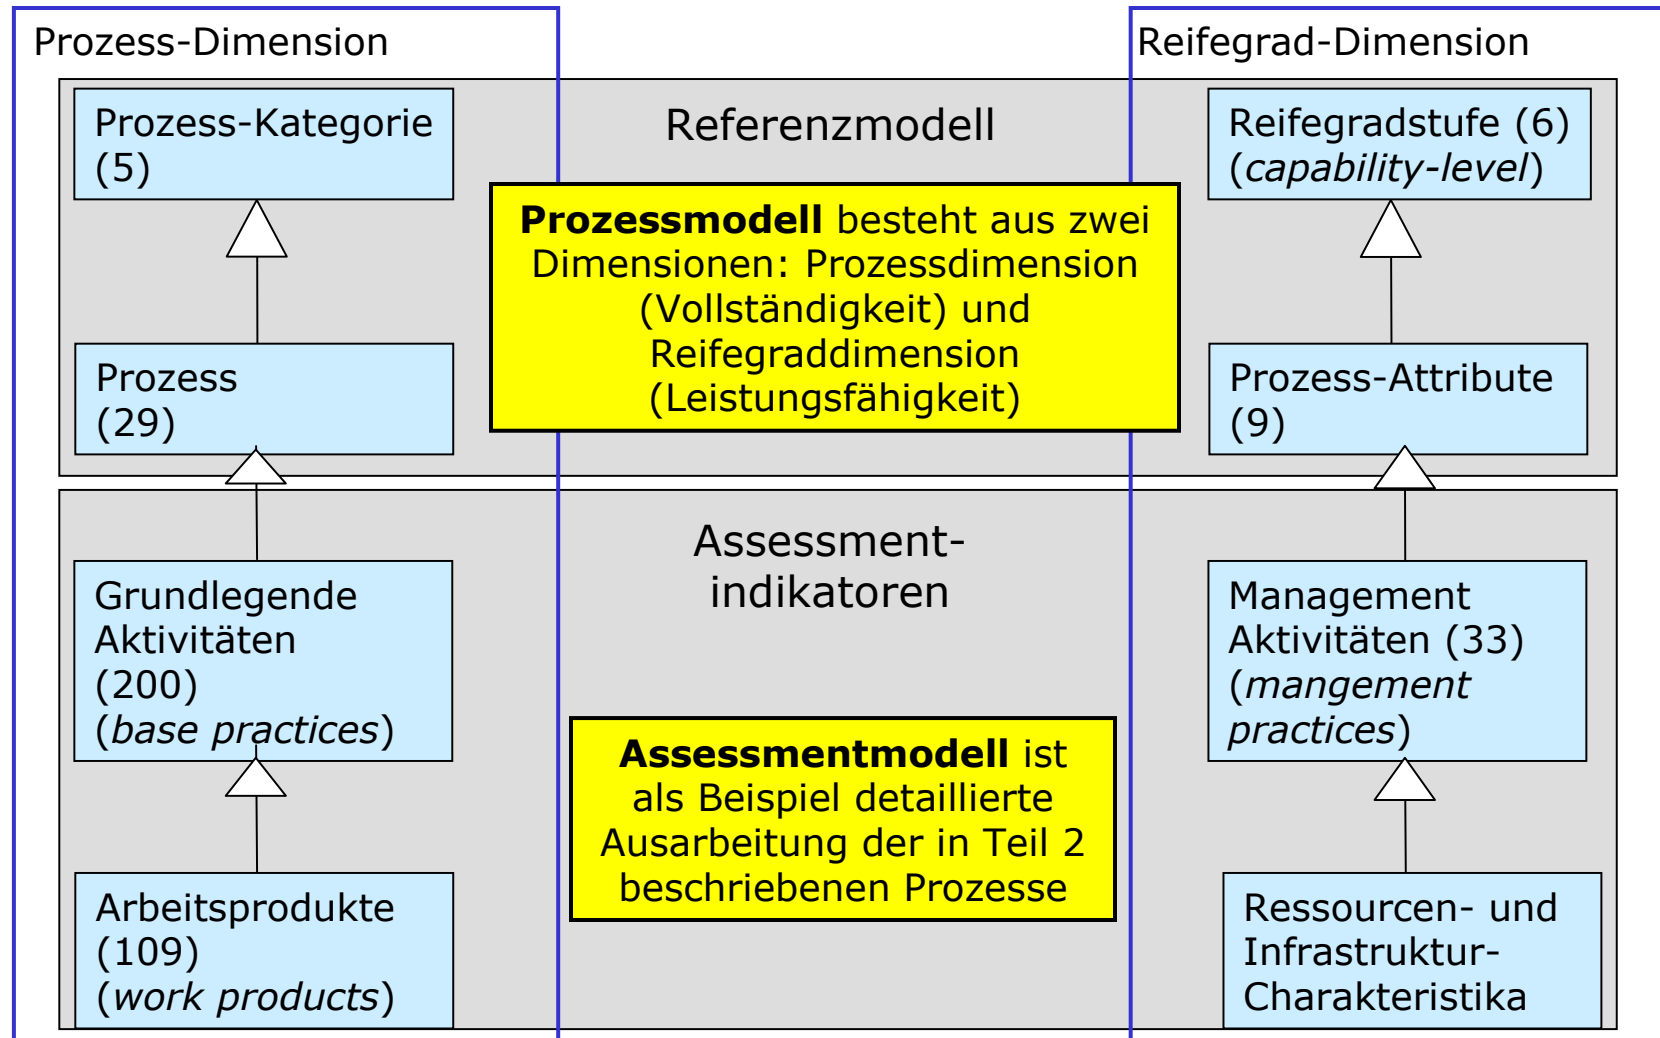 Prozess-Dimension
Reifegrad-Dimension
Prozess-Kategorie
(5)
Referenzmodell
Reifegradstufe (6)
(capability-level)
Prozessmodell besteht aus zwei
Dimensionen: Prozessdimension
(Vollständigkeit) und
Reifegraddimension
(Leistungsfähigkeit)
Prozess
(29)
Prozess-Attribute
(9)
Assessment-
indikatoren
Grundlegende
Aktivitäten
(200)
(base practices)
Management
Aktivitäten (33)
(mangement
practices)
Assessmentmodell ist
als Beispiel detaillierte
Ausarbeitung der in Teil 2
beschriebenen Prozesse
Arbeitsprodukte
(109)
(work products)
Ressourcen- und
Infrastruktur-
Charakteristika